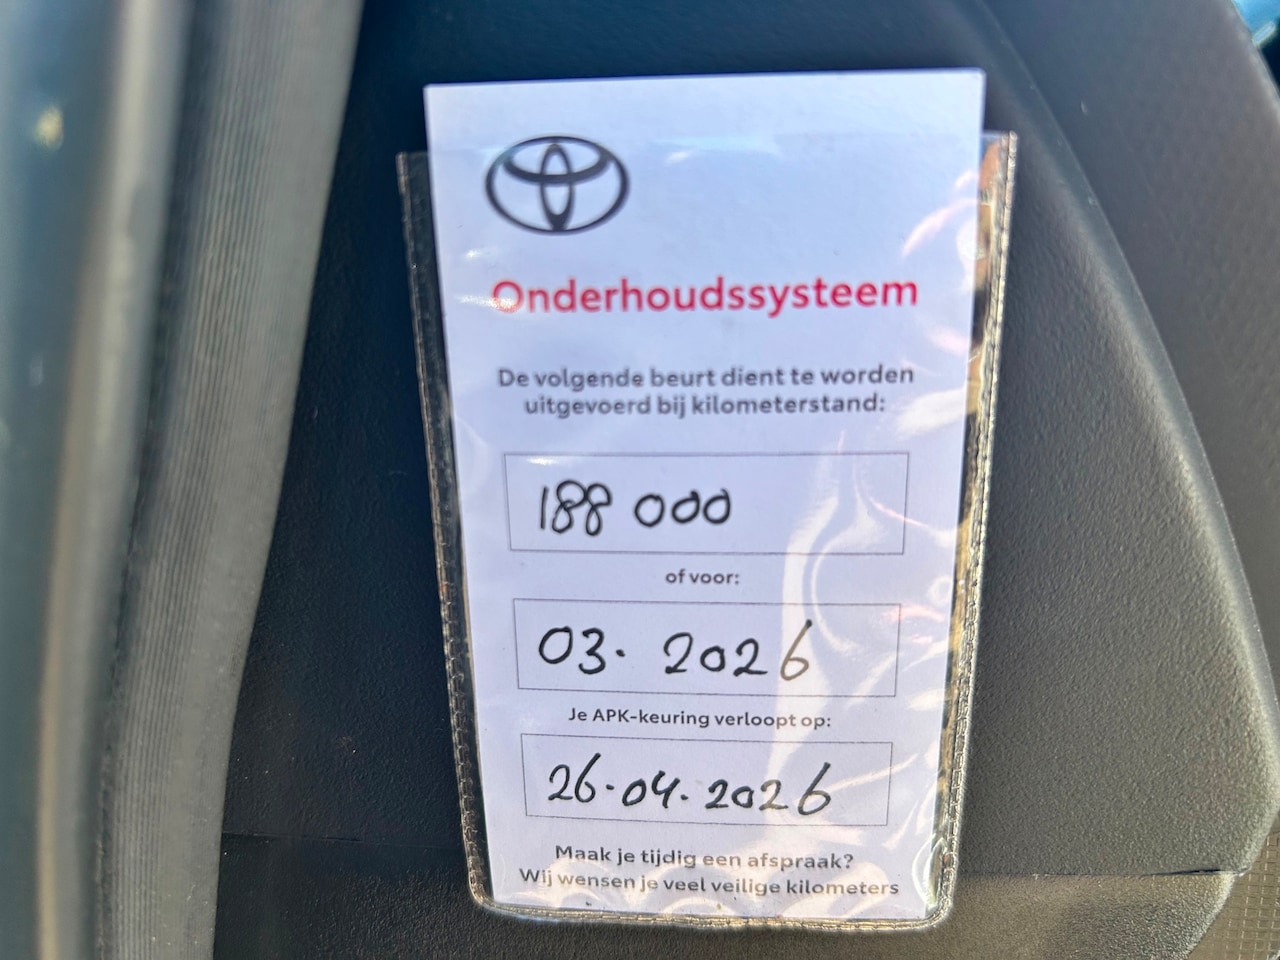 Onderhoudssysteem
De volgende beurt dient te worden
uitgevoerd bij kilometerstand:
188 000
of voor:
03. 2026
Je APK-keuring verloopt op:
26.04.2026
Maak je tijdig een afspraak?
Wij wensen je veel veilige kilometers